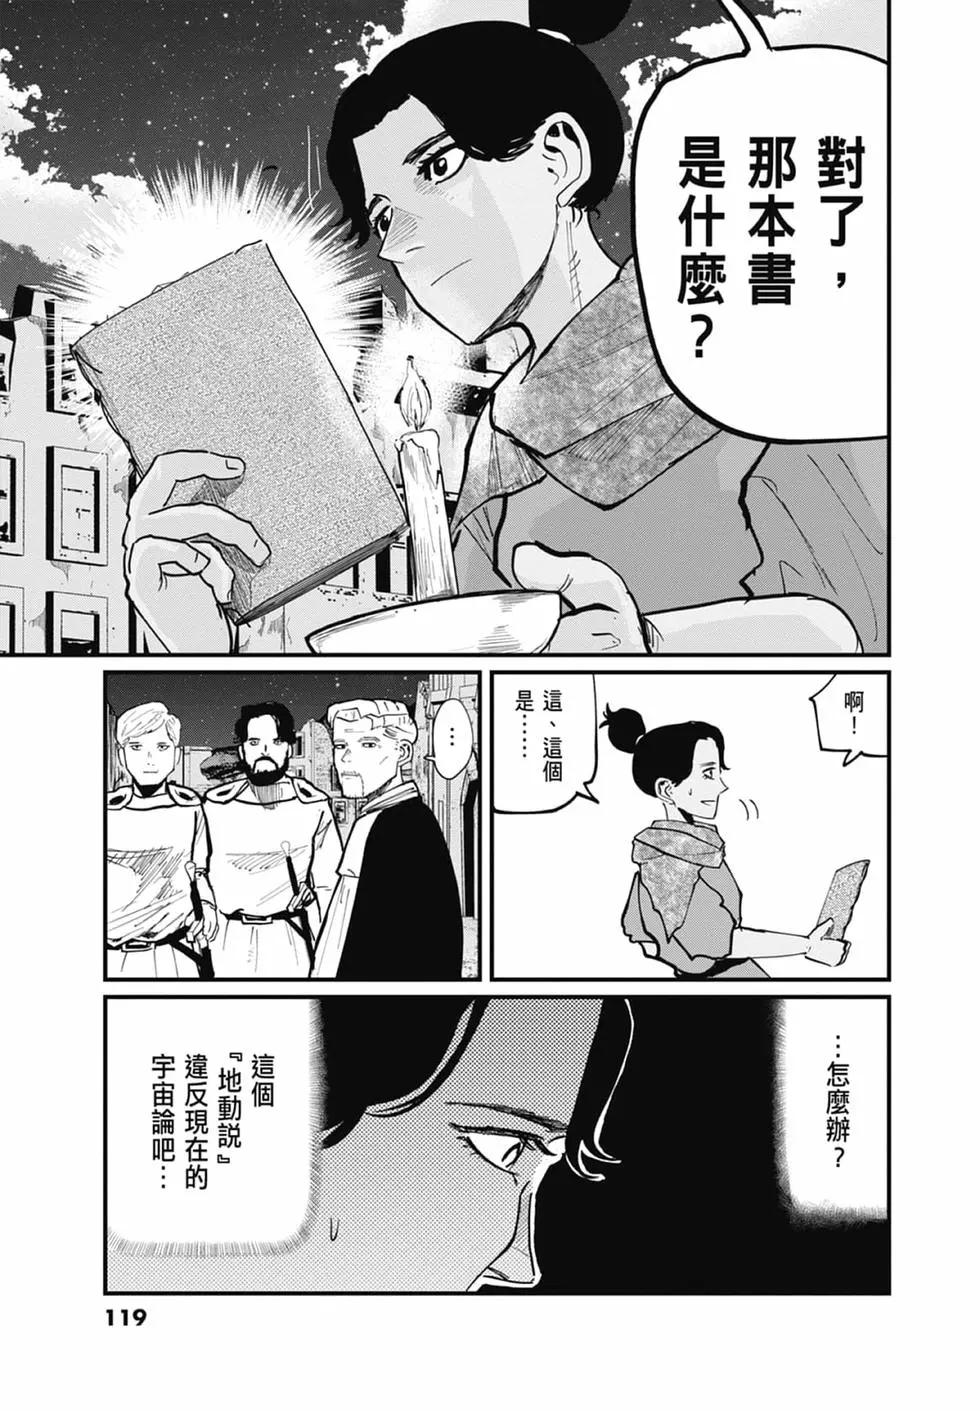 對了，
那本書
是什麼？
啊！
這、這個
是……
…
…怎麼辦？
這個
『地動説』
違反現在的
宇宙論吧…
119